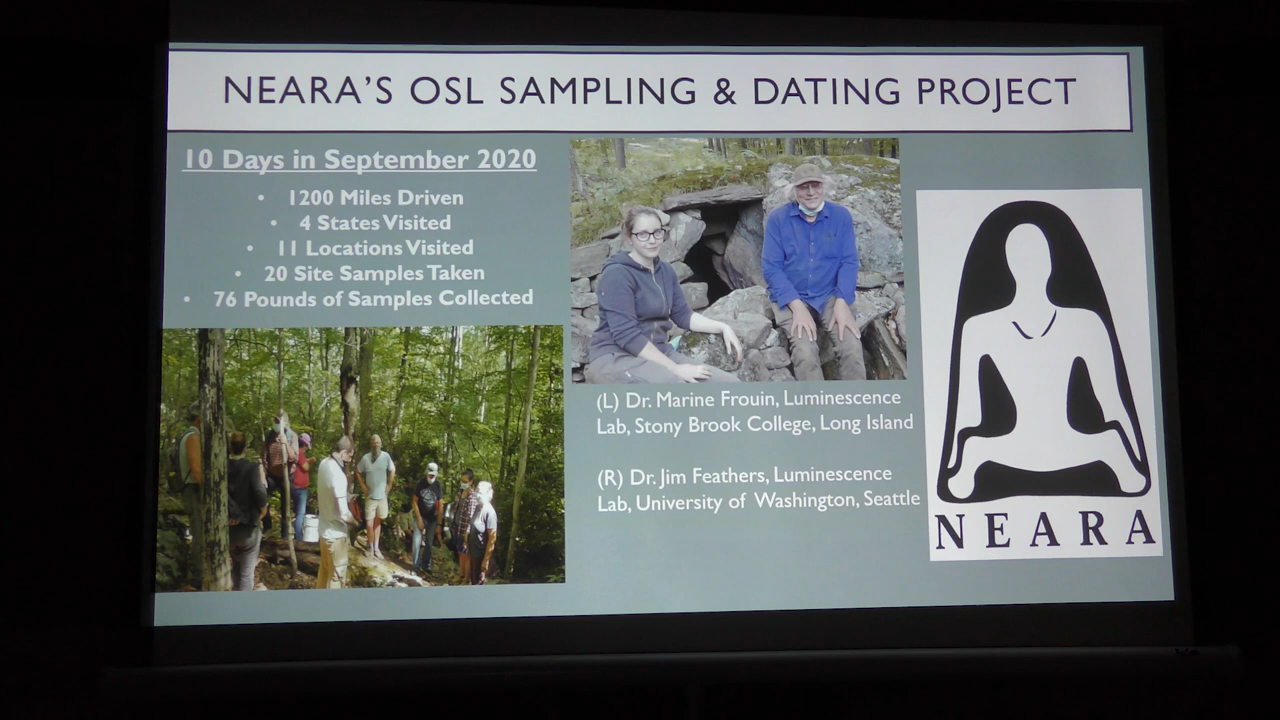 NEARA'S OSL SAMPLING & DATING PROJECT
10 Days in September 2020
• 1200 Miles Driven
• 4 States Visited
• 11 Locations Visited
• 20 Site Samples Taken
• 76 Pounds of Samples Collected
(L) Dr. Marine Frouin, Luminescence
Lab, Stony Brook College, Long Island
(R) Dr. Jim Feathers, Luminescence
Lab, University of Washington, Seattle
NEARA